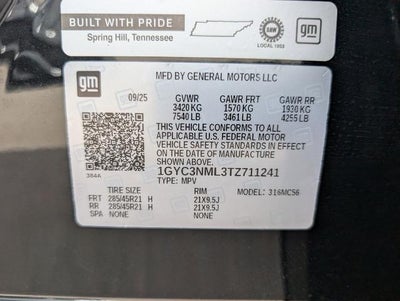 BUILT WITH PRIDE
Spring Hill, Tennessee
UAW
LOCAL 1853
gm
gm
MFD BY GENERAL MOTORS LLC
09/25 GVWR GAWR FRT GAWR RR
3420 KG 1570 KG 1930 KG
7540 LB 3461 LB 4255 LB
THIS VEHICLE CONFORMS TO ALL
APPLICABLE U.S. FEDERAL MOTOR
VEHICLE SAFETY STANDARDS IN EFFECT
ON THE DATE OF MANUFACTURE
1GYC3NML3TZ711241
384A TYPE: MPV
TIRE SIZE RIM MODEL: 316MC56
FRT 285/45R21 H 21X9.5J
RR 285/45R21 H 21X9.5J
SPA NONE NONE